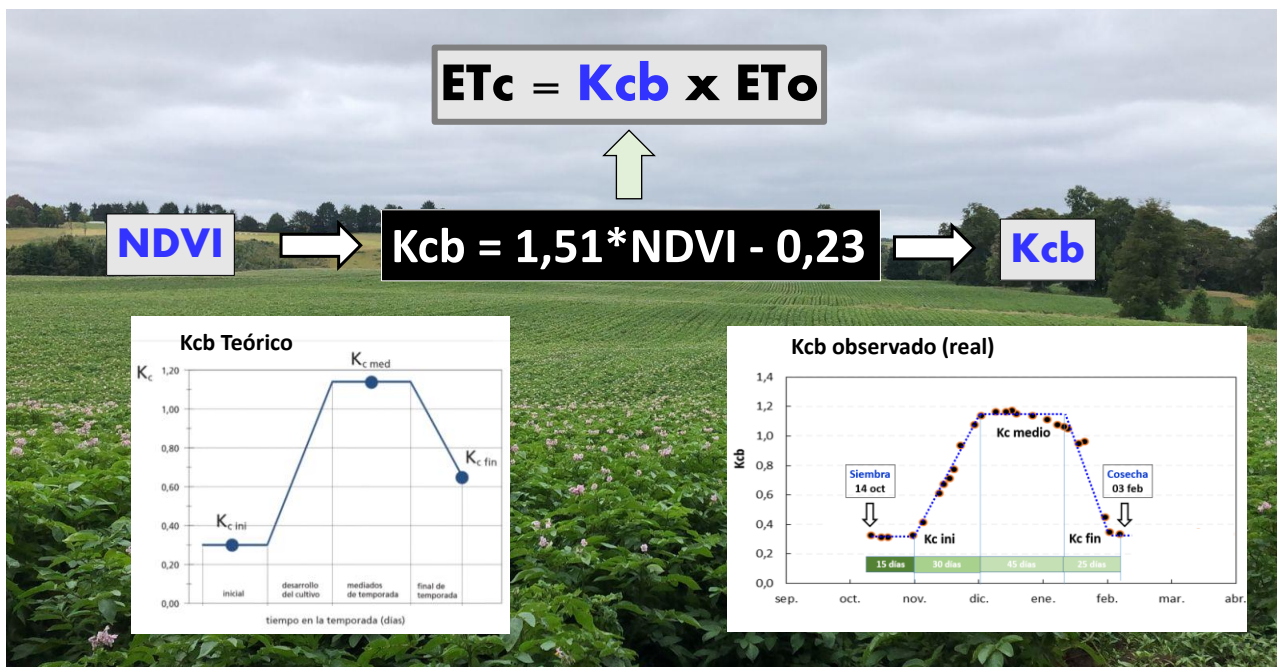 ETc = Kcb x ETo
NDVI
Kcb = 1,51*NDVI - 0,23
Kcb
Kcb Teórico
Kc
1,20
1,00
0,80
0,60
0,40
0,20
0,00
Kc med
Kc fin
Kc ini
inicial
desarrollo
del cultivo
mediados
de temporada
final de
temporada
tiempo en la temporada (días)
Kcb observado (real)
Kcb
1,4
1,2
1,0
0,8
0,6
0,4
0,2
0,0
Kc medio
Siembra
14 oct
Cosecha
03 feb
Kc ini
Kc fin
15 días
30 días
45 días
25 días
sep.
oct.
nov.
dic.
ene.
feb.
mar.
abr.